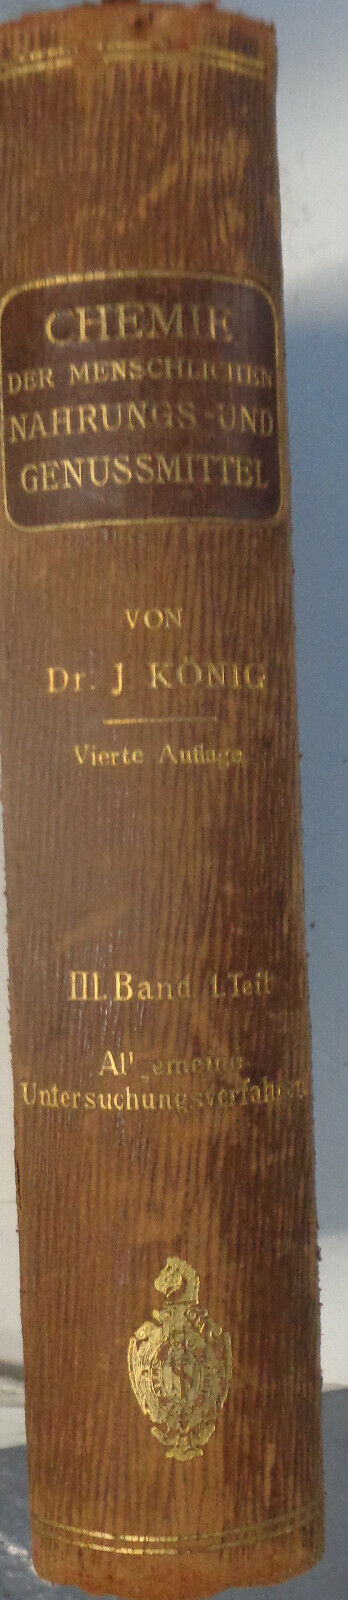 CHEMIE
DER MENSCHLICHEN
NAHRUNGS-UND
GENUSSMITTEL
VON
Dr. J KÖNIG
Vierte Auflage
III. Band 1. Teil
Allgemeine
Untersuchungsverfahren